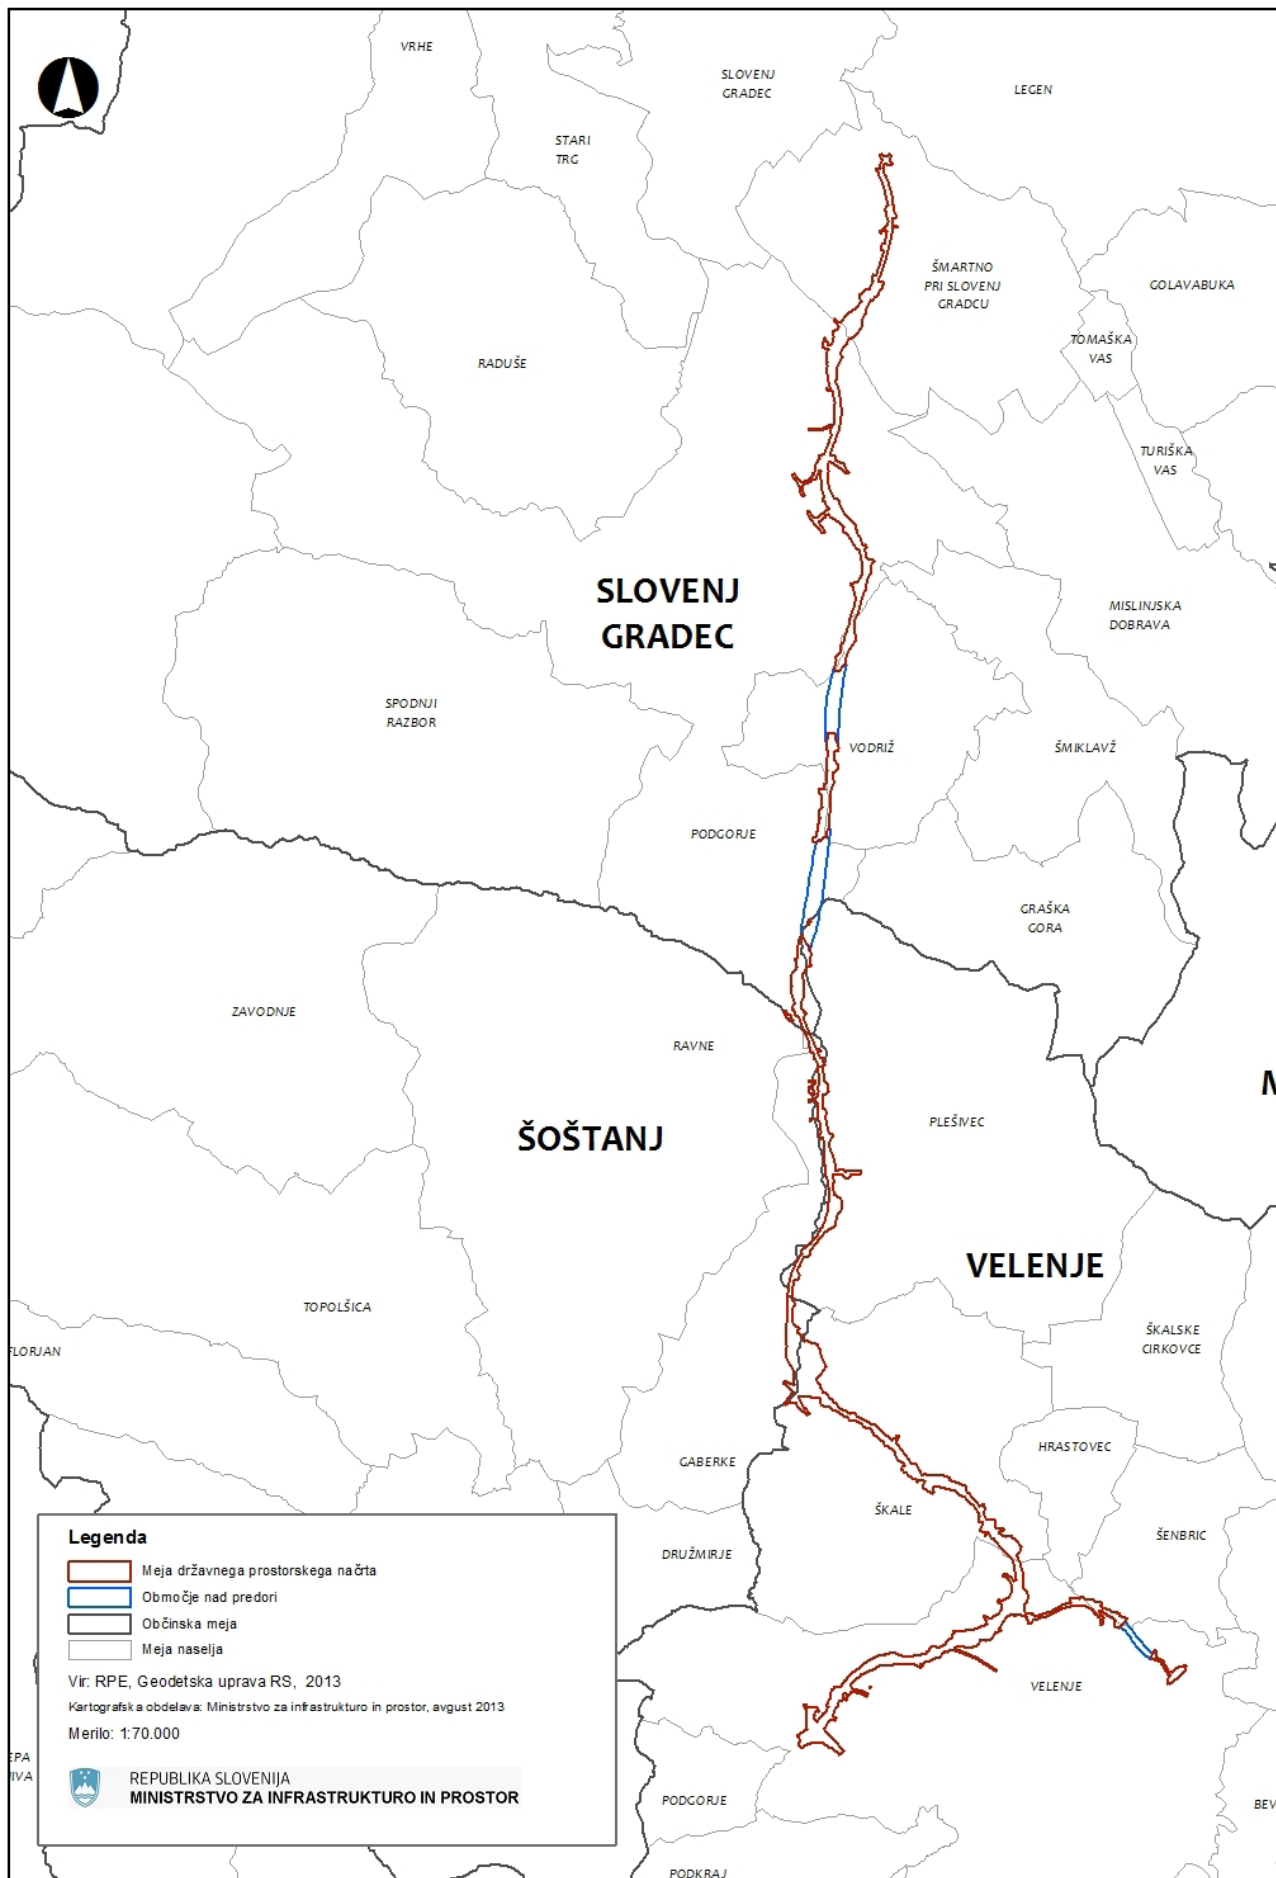 VRHE
SLOVENJ
GRADEC
LEGEN
STARI
TRG
ŠMARTNO
PRI SLOVENJ
GRADCU
GOLAVABUKA
TOMAŠKA
VAS
RADUŠE
TURIŠKA
VAS
SLOVENJ
GRADEC
MISLINJSKA
DOBRAVA
SPODNJI
RAZBOR
VODRIŽ
ŠMIKLAVŽ
PODGORJE
GRAŠKA
GORA
ZAVODNJE
RAVNE
M
PLEŠIVEC
ŠOŠTANJ
VELENJE
TOPOLŠICA
ŠKALSKE
CIRKOVCE
FLORJAN
HRASTOVEC
GABERKE
ŠKALE
ŠENBRIC
DRUŽMIRJE
VELENJE
Legenda
Meja državnega prostorskega načrta
Območje nad predori
Občinska meja
Meja naselja
Vir: RPE, Geodetska uprava RS, 2013
Kartografska obdelava: Ministrstvo za infrastrukturo in prostor, avgust 2013
Merilo: 1:70.000
REPUBLIKA SLOVENIJA
MINISTRSTVO ZA INFRASTRUKTURO IN PROSTOR
PODGORJE
BEV
PODKRAJ